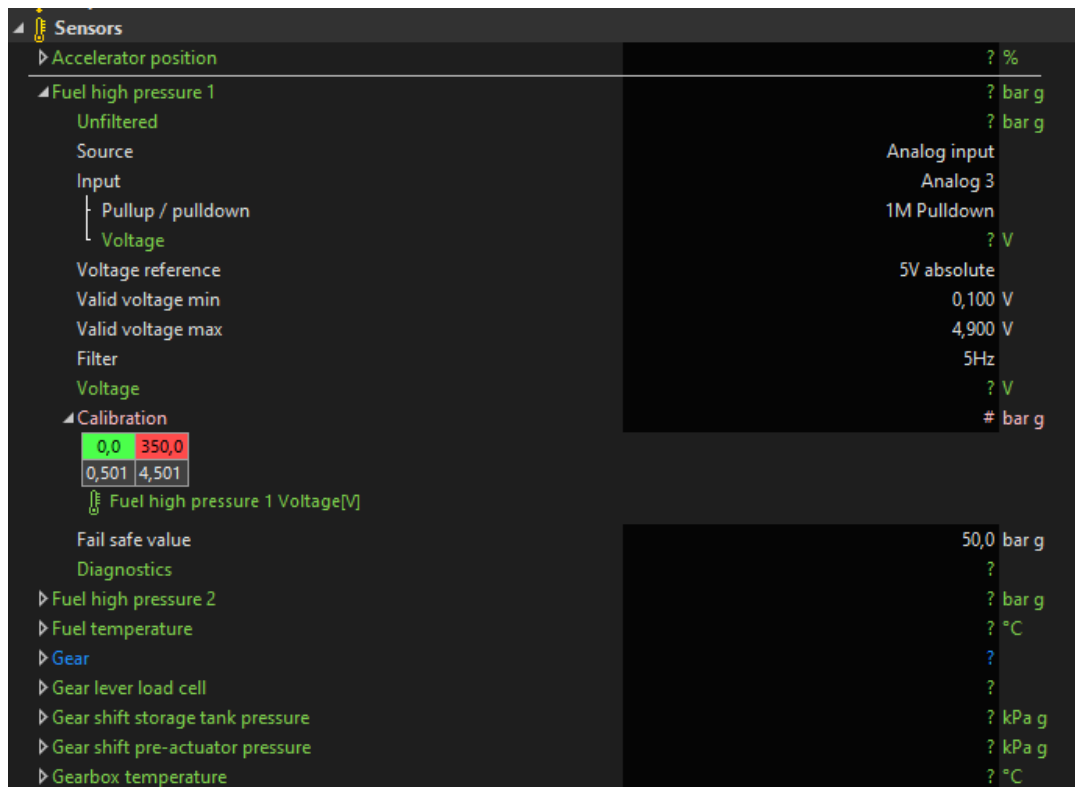 Sensors
Accelerator position ? %
Fuel high pressure 1 ? bar g
Unfiltered ? bar g
Source Analog input
Input Analog 3
Pullup / pulldown 1M Pulldown
Voltage ? V
Voltage reference 5V absolute
Valid voltage min 0,100 V
Valid voltage max 4,900 V
Filter 5Hz
Voltage ? V
Calibration # bar g
0,0 350,0
0,501 4,501
Fuel high pressure 1 Voltage[V]
Fail safe value 50,0 bar g
Diagnostics ?
Fuel high pressure 2 ? bar g
Fuel temperature ? °C
Gear ?
Gear lever load cell ?
Gear shift storage tank pressure ? kPa g
Gear shift pre-actuator pressure ? kPa g
Gearbox temperature ? °C